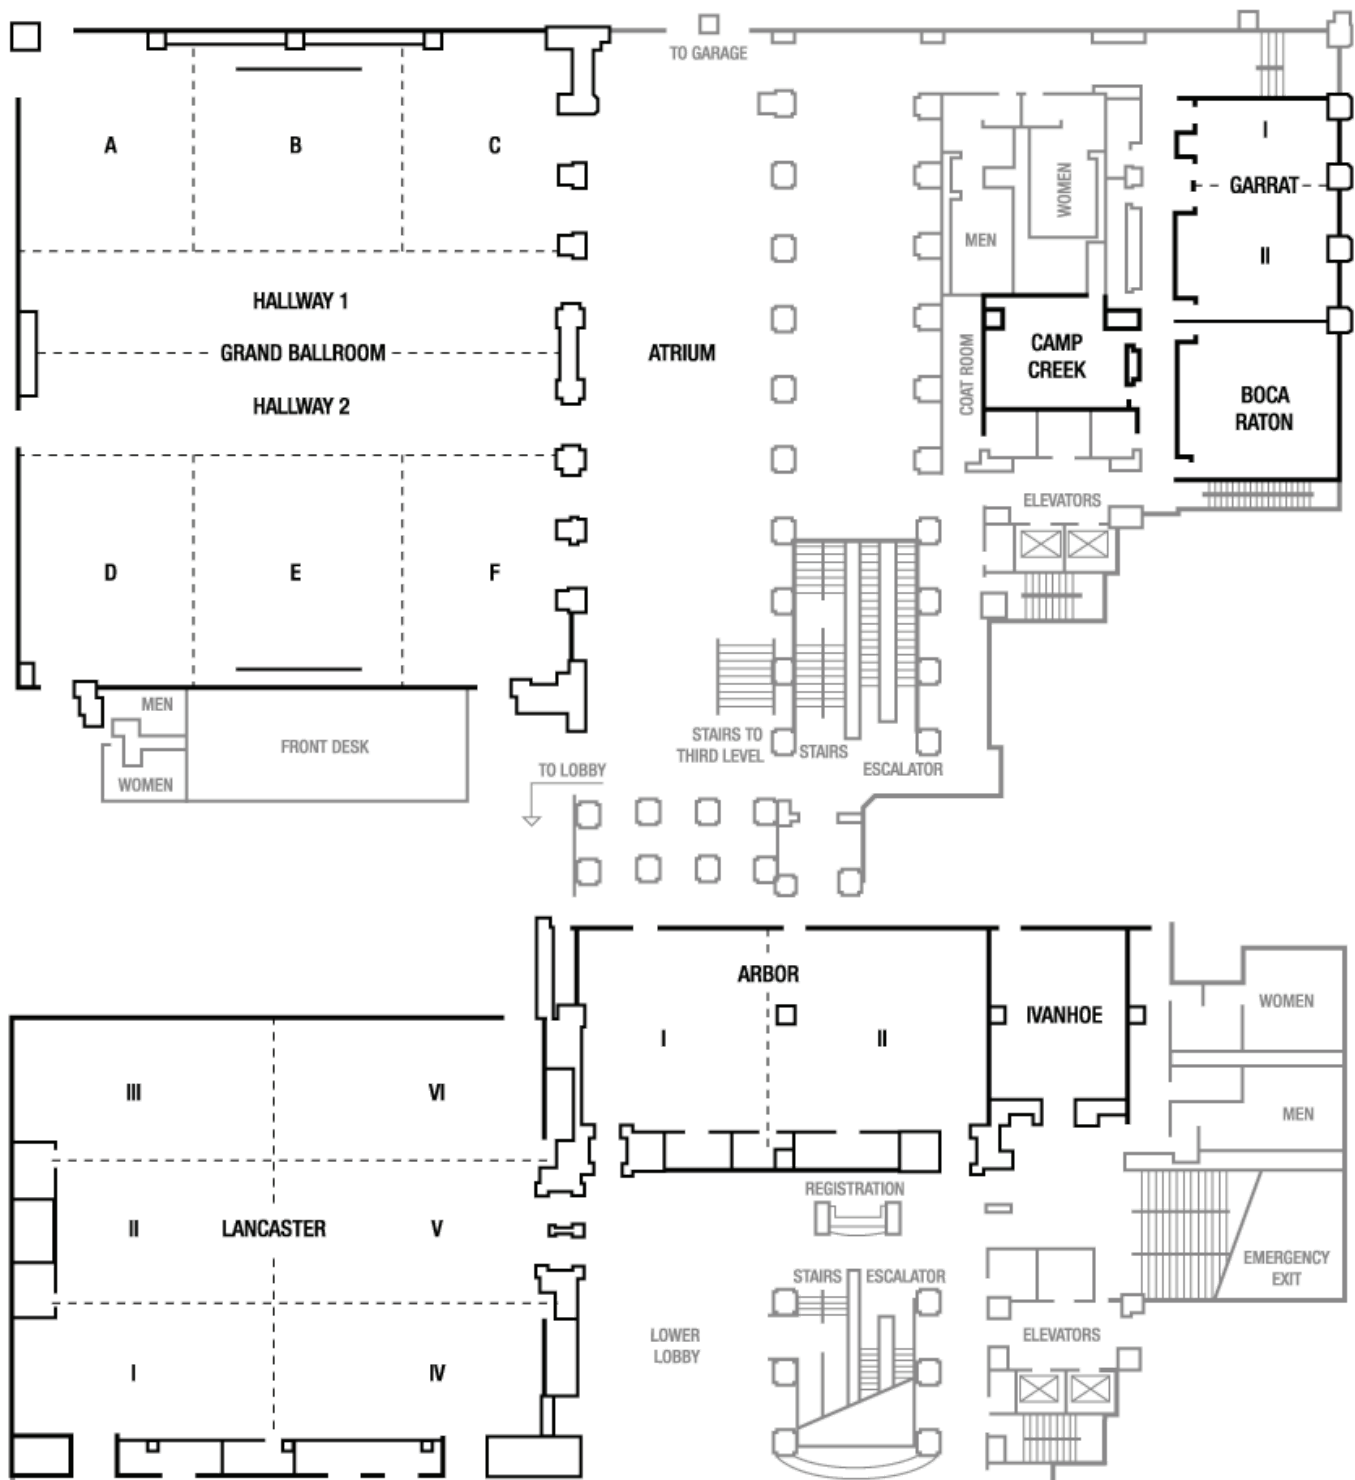 TO GARAGE
A
B
C
I
GARRAT
II
WOMEN
MEN
HALLWAY 1
GRAND BALLROOM
HALLWAY 2
ATRIUM
COAT ROOM
CAMP
CREEK
BOCA
RATON
ELEVATORS
D
E
F
MEN
WOMEN
FRONT DESK
STAIRS TO
THIRD LEVEL
STAIRS
ESCALATOR
TO LOBBY
ARBOR
I
II
IVANHOE
WOMEN
MEN
III
VI
II
LANCASTER
V
I
IV
REGISTRATION
STAIRS
ESCALATOR
LOWER
LOBBY
EMERGENCY
EXIT
ELEVATORS